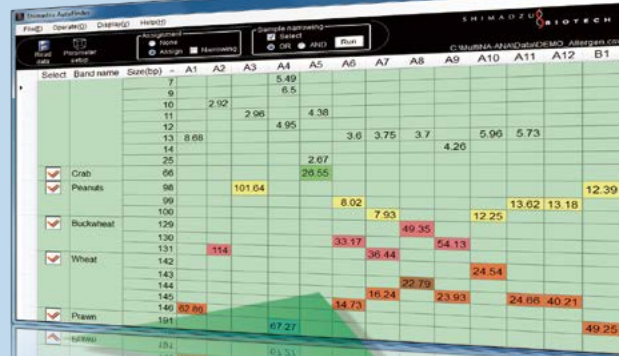 Shimadzu AutoFinder
File(F) Operate(O) Display(V) Help(H)
SHIMADZU BIOTECH
Assignment
Sample narrowing
None
Select
Read data
Parameter setup
Assign Narrowing
OR AND
Run
C:\MultiNA-ANA\Data\DEMO_Allergen.csv
Select Band name Size(bp) A1 A2 A3 A4 A5 A6 A7 A8 A9 A10 A11 A12 B1
7 5.49
9 6.5
10 2.92
11 2.96 4.38
12 4.95
13 8.68 3.6 3.75 3.7 5.96 5.73
14 4.26
25 2.67
Crab 66 26.55
Peanuts 98 101.64 12.39
99 8.02 13.62 13.18
100 7.93 12.25
Buckwheat 129 49.35
130 33.17 54.13
131 114 36.44
Wheat 142
143 24.54
144 22.79
145 16.24 23.93 24.66 40.21
146 62.86 14.73
Prawn 191 67.27 49.25